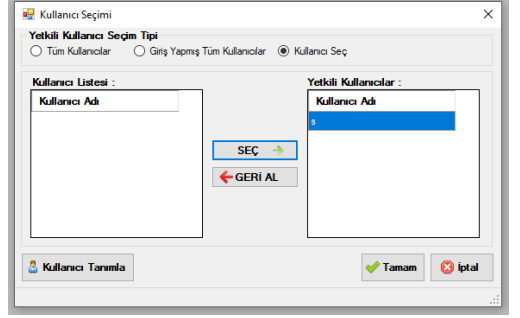 Kullanıcı Seçimi
Yetkili Kullanıcı Seçim Tipi
Tüm Kullanıcılar
Giriş Yapmış Tüm Kullanıcılar
Kullanıcı Seç
Kullanıcı Listesi :
Yetkili Kullanıcılar :
Kullanıcı Adı
Kullanıcı Adı
s
SEÇ
GERİ AL
Kullanıcı Tanımla
Tamam
İptal